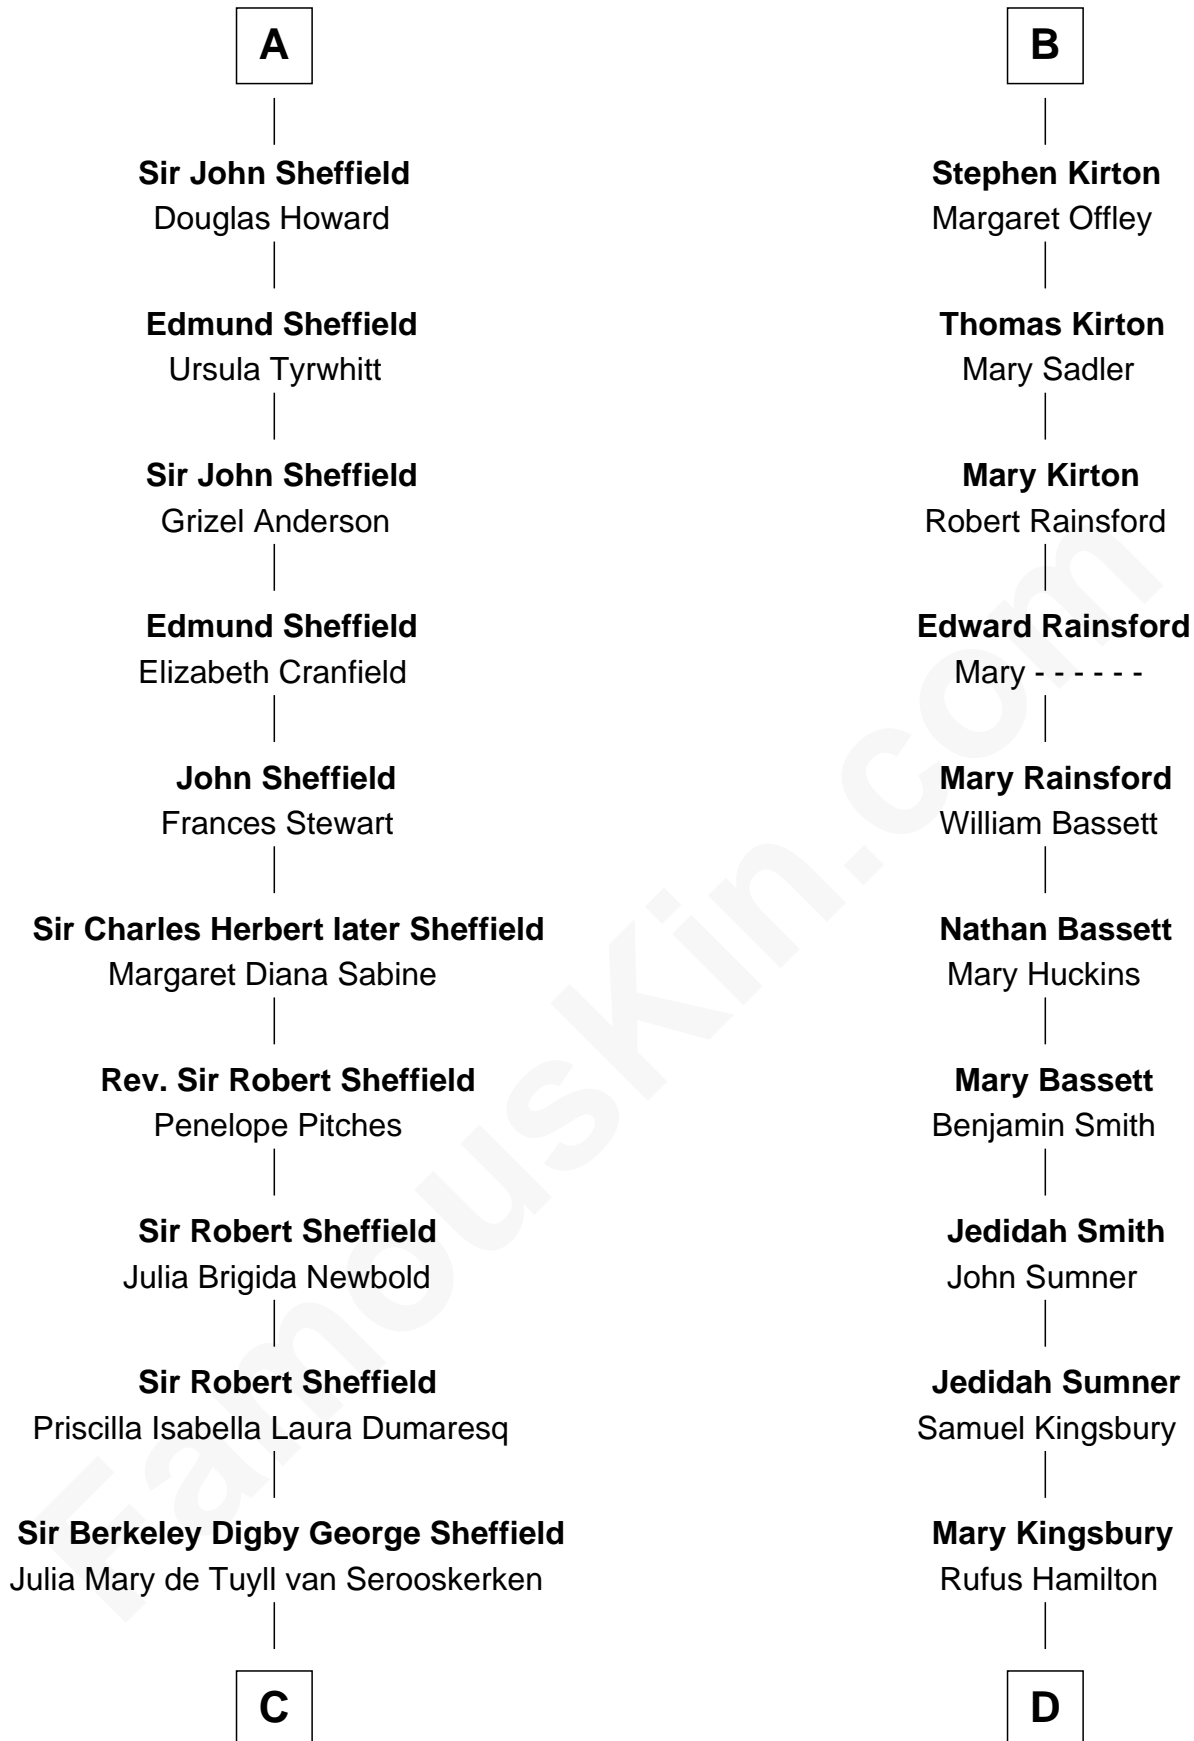 A
Sir John Sheffield
Douglas Howard
Edmund Sheffield
Ursula Tyrwhitt
Sir John Sheffield
Grizel Anderson
Edmund Sheffield
Elizabeth Cranfield
John Sheffield
Frances Stewart
Sir Charles Herbert later Sheffield
Margaret Diana Sabine
Rev. Sir Robert Sheffield
Penelope Pitches
Sir Robert Sheffield
Julia Brigida Newbold
Sir Robert Sheffield
Priscilla Isabella Laura Dumaresq
Sir Berkeley Digby George Sheffield
Julia Mary de Tuyll van Serooskerken
C
B
Stephen Kirton
Margaret Offley
Thomas Kirton
Mary Sadler
Mary Kirton
Robert Rainsford
Edward Rainsford
Mary - - - - - -
Mary Rainsford
William Bassett
Nathan Bassett
Mary Huckins
Mary Bassett
Benjamin Smith
Jedidah Smith
John Sumner
Jedidah Sumner
Samuel Kingsbury
Mary Kingsbury
Rufus Hamilton
D
FamousKin.com